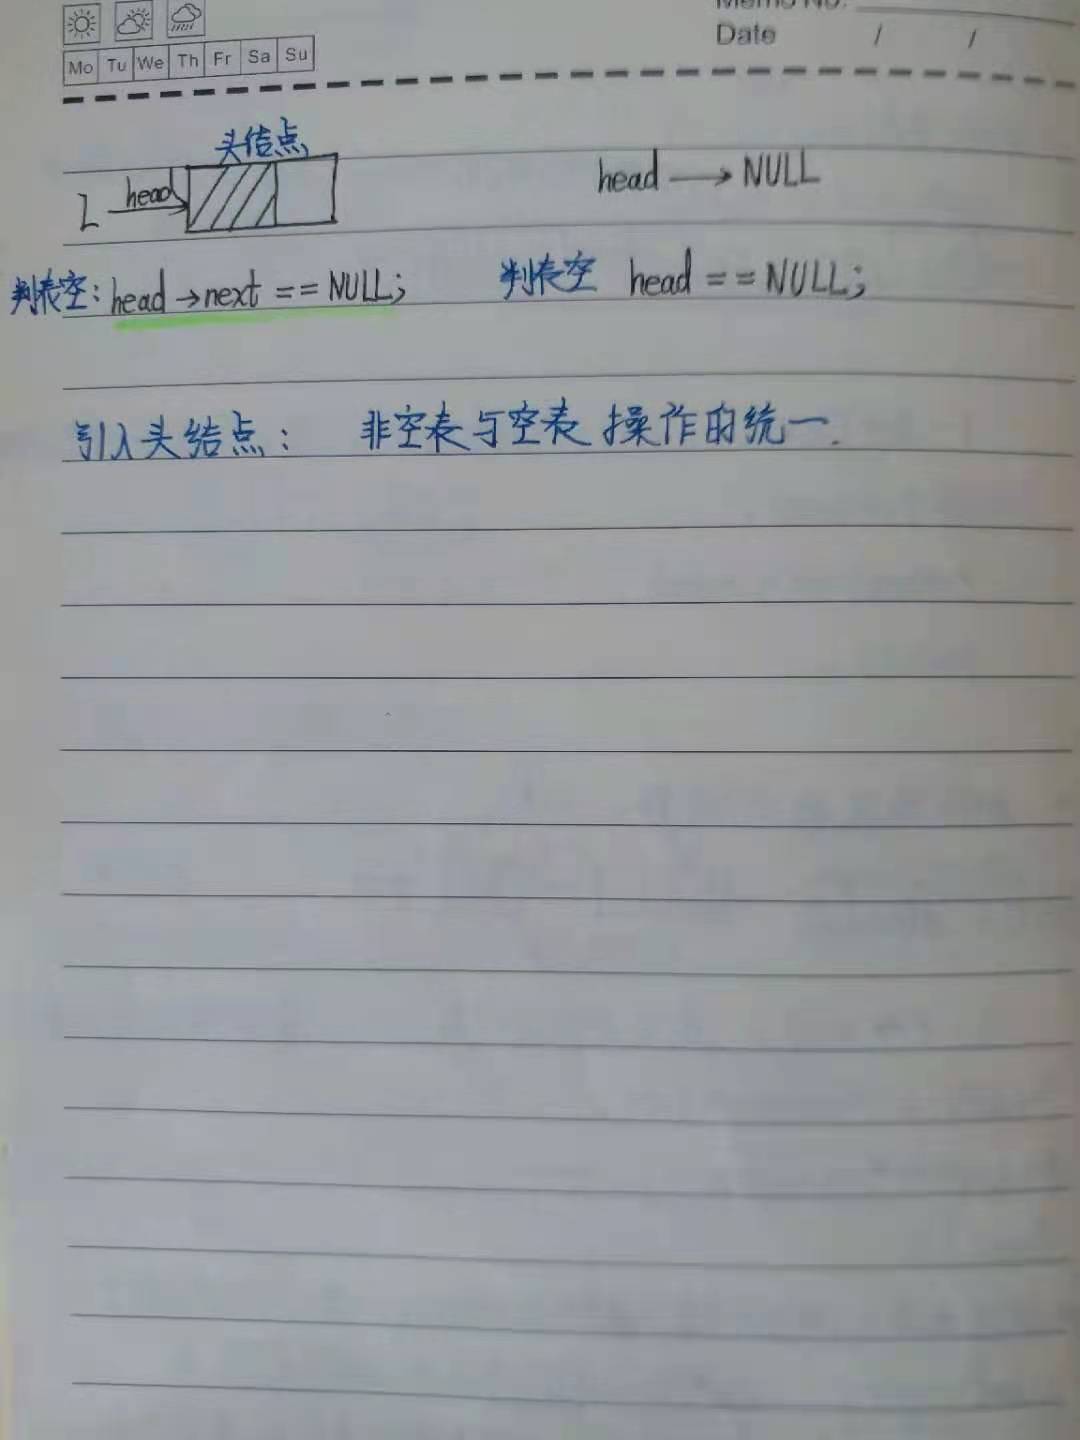 Memo No.
Date / /
Mo Tu We Th Fr Sa Su
头结点
L head
head → NULL
判表空: head → next == NULL;
判表空 head == NULL;
引入头结点: 非空表与空表 操作的统一.